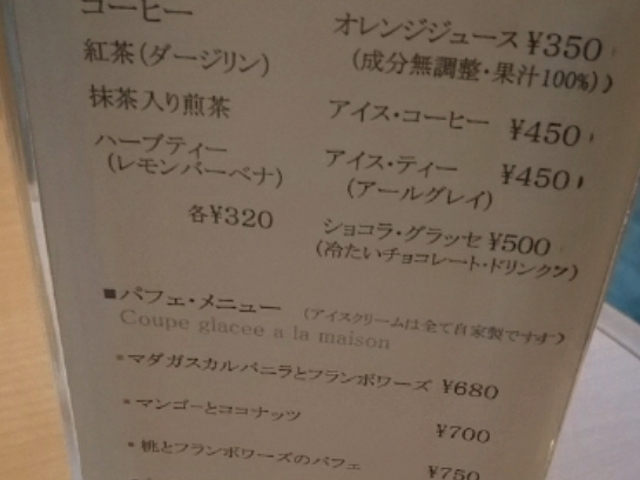 コーヒー
紅茶(ダージリン)
抹茶入り煎茶
ハーブティー
(レモンバーベナ)
各¥320
オレンジジュース ¥350
(成分無調整・果汁100%)
アイス・コーヒー ¥450
アイス・ティー ¥450
(アールグレイ)
ショコラ・グラッセ ¥500
(冷たいチョコレート・ドリンク)
■パフェ・メニュー (アイスクリームは全て自家製です)
Coupe glacee a la maison
*マダガスカルバニラとフランボワーズ ¥680
*マンゴーとココナッツ ¥700
*桃とフランボワーズのパフェ ¥750